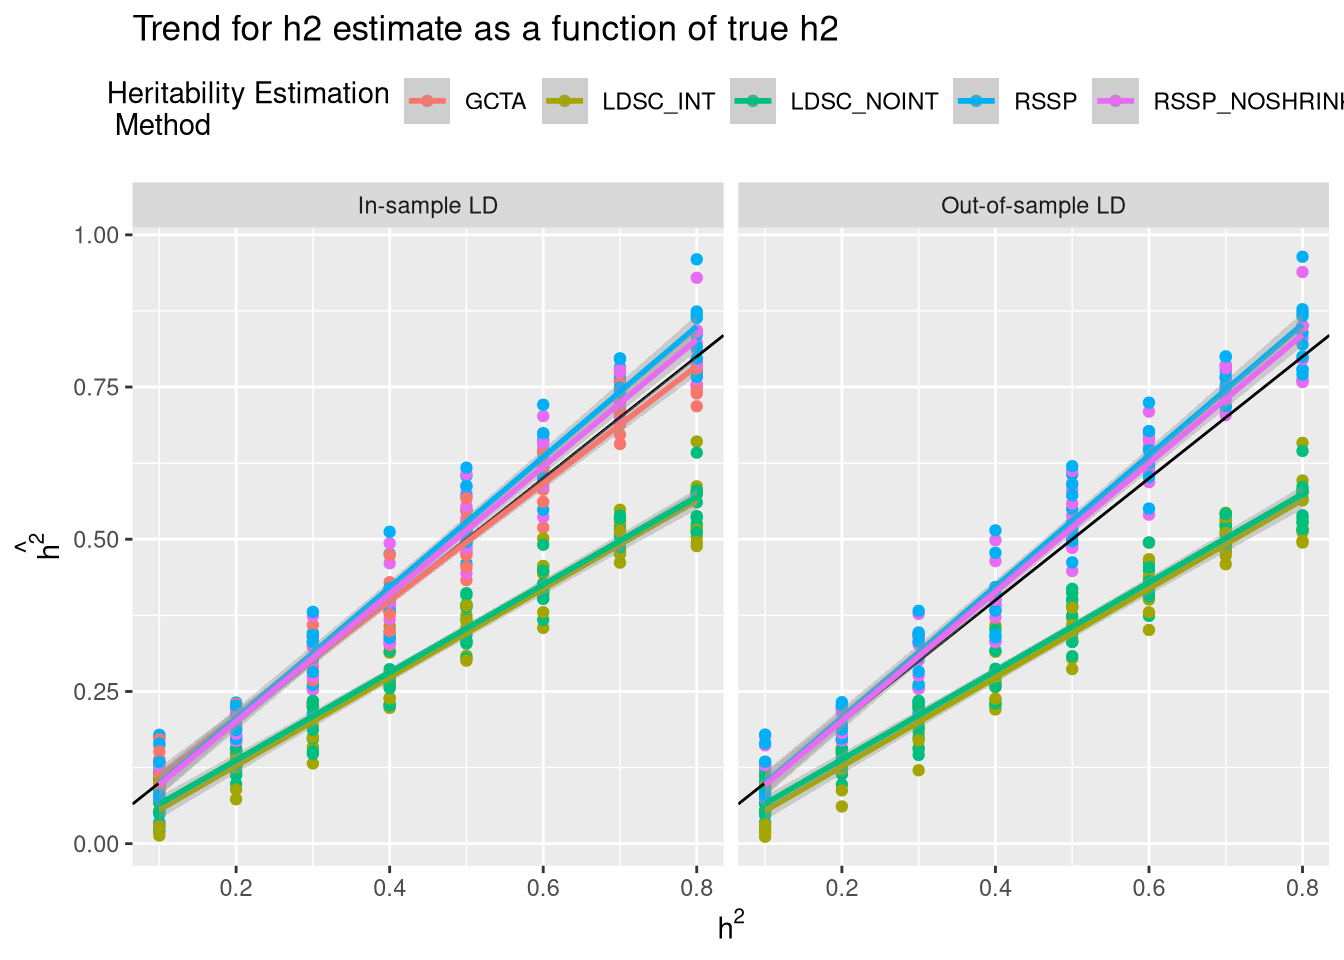 Trend for h2 estimate as a function of true h2
Heritability Estimation
Method
GCTA LDSC_INT LDSC_NOINT RSSP RSSP_NOSHRINK
In-sample LD Out-of-sample LD
1.00
0.75
0.50
0.25
0.00
ĥ²
0.2 0.4 0.6 0.8 0.2 0.4 0.6 0.8
h²